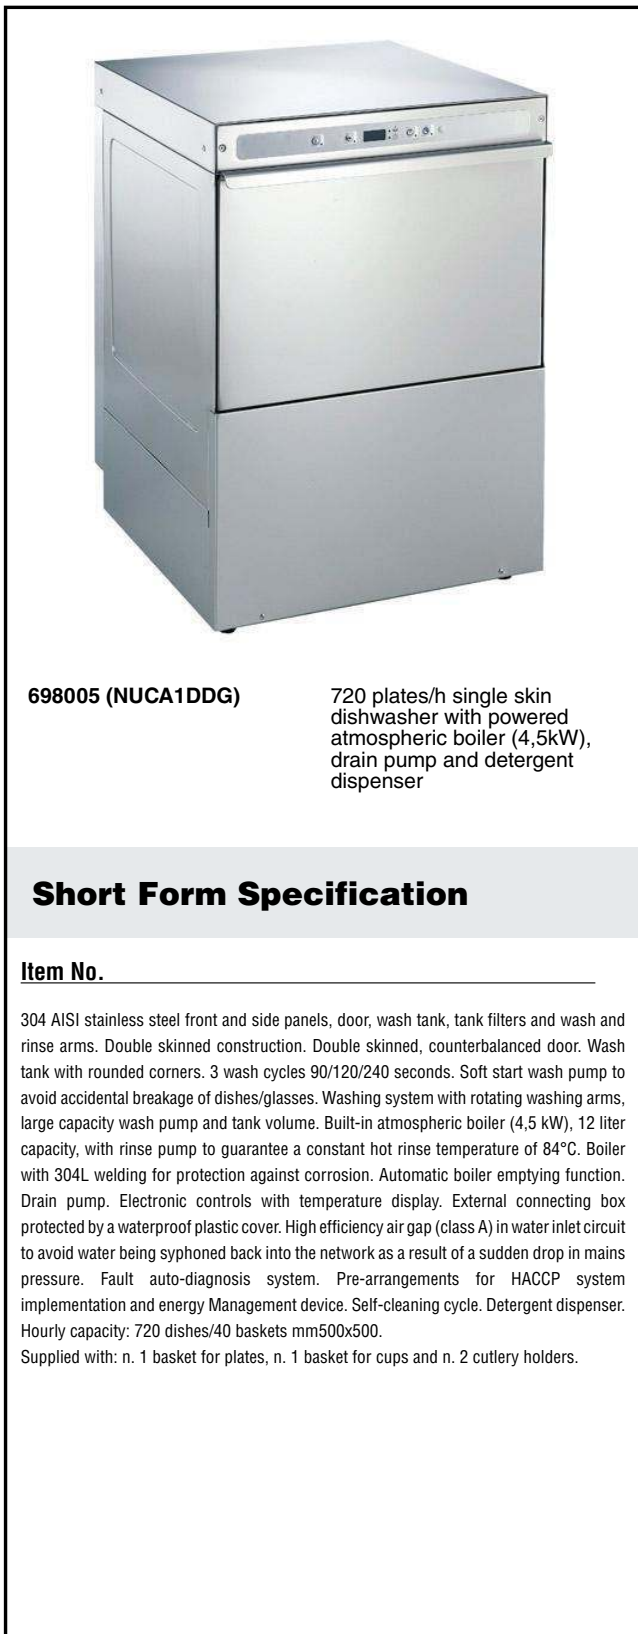 698005 (NUCA1DDG)
720 plates/h single skin
dishwasher with powered
atmospheric boiler (4,5kW),
drain pump and detergent
dispenser
Short Form Specification
Item No.
304 AISI stainless steel front and side panels, door, wash tank, tank filters and wash and
rinse arms. Double skinned construction. Double skinned, counterbalanced door. Wash
tank with rounded corners. 3 wash cycles 90/120/240 seconds. Soft start wash pump to
avoid accidental breakage of dishes/glasses. Washing system with rotating washing arms,
large capacity wash pump and tank volume. Built-in atmospheric boiler (4,5 kW), 12 liter
capacity, with rinse pump to guarantee a constant hot rinse temperature of 84°C. Boiler
with 304L welding for protection against corrosion. Automatic boiler emptying function.
Drain pump. Electronic controls with temperature display. External connecting box
protected by a waterproof plastic cover. High efficiency air gap (class A) in water inlet circuit
to avoid water being syphoned back into the network as a result of a sudden drop in mains
pressure. Fault auto-diagnosis system. Pre-arrangements for HACCP system
implementation and energy Management device. Self-cleaning cycle. Detergent dispenser.
Hourly capacity: 720 dishes/40 baskets mm500x500.
Supplied with: n. 1 basket for plates, n. 1 basket for cups and n. 2 cutlery holders.